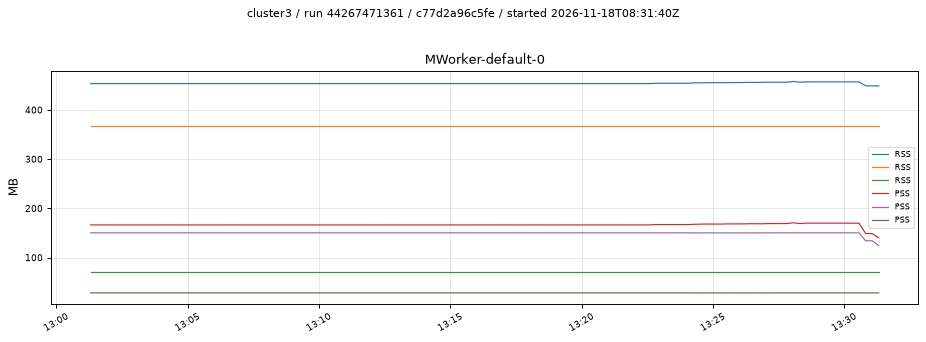 cluster3 / run 44267471361 / c77d2a96c5fe / started 2026-11-18T08:31:40Z
MWorker-default-0
MB
400
300
200
100
RSS
RSS
RSS
PSS
PSS
PSS
13:00
13:05
13:10
13:15
13:20
13:25
13:30